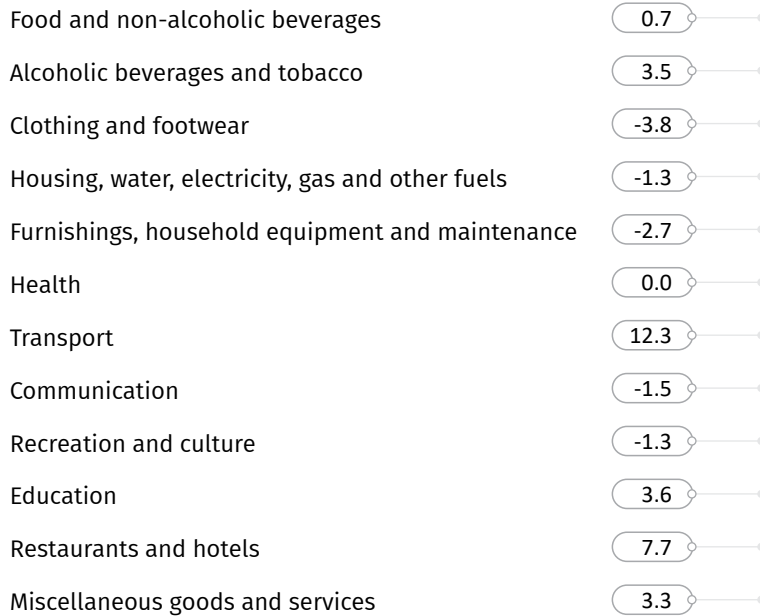 Food and non-alcoholic beverages 0.7
Alcoholic beverages and tobacco 3.5
Clothing and footwear -3.8
Housing, water, electricity, gas and other fuels -1.3
Furnishings, household equipment and maintenance -2.7
Health 0.0
Transport 12.3
Communication -1.5
Recreation and culture -1.3
Education 3.6
Restaurants and hotels 7.7
Miscellaneous goods and services 3.3